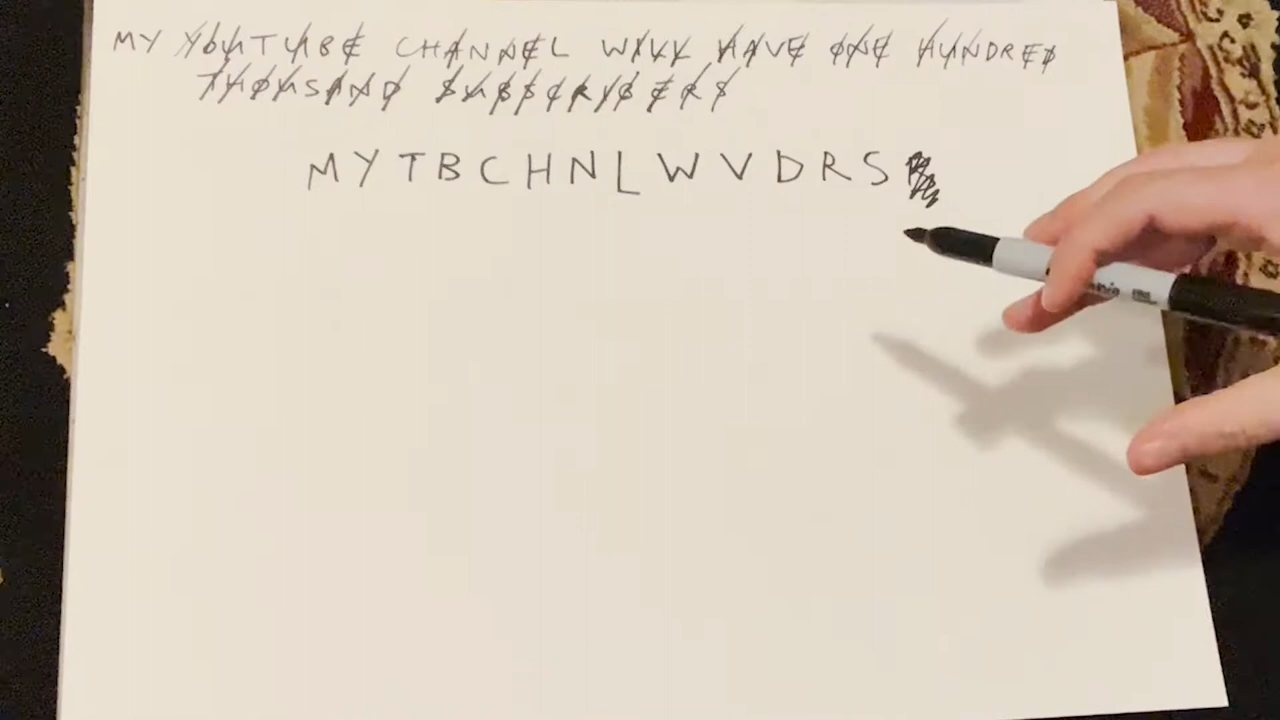 MY YOUTUBE CHANNEL WILL HAVE ONE HUNDRED
THOUSAND SUBSCRIBERS
MYTBCHNLWVDRS